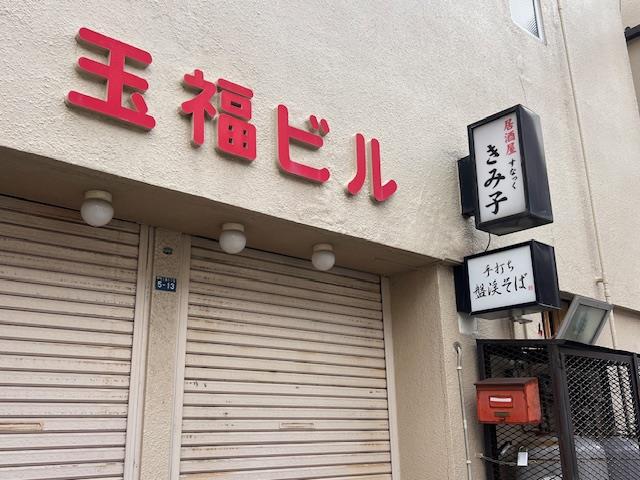 玉福ビル
居酒屋
すなっく
きみ子
手打ち
盤渓そば
5-13